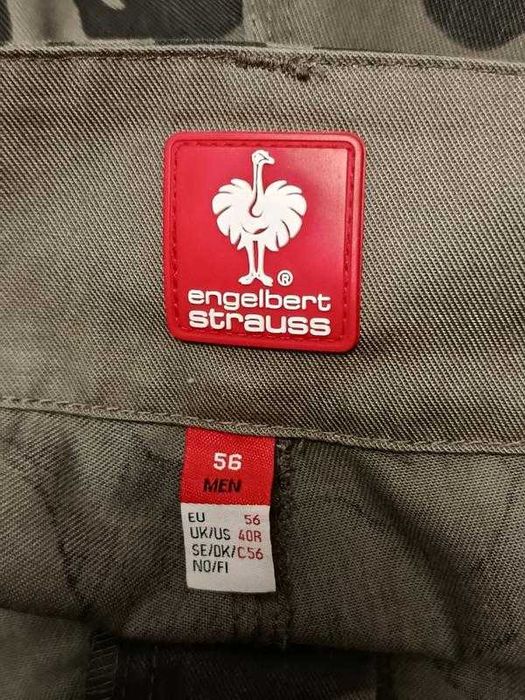 ®
engelbert
strauss
56
MEN
EU 56
UK/US 40R
SE/DK/C56
NO/FI